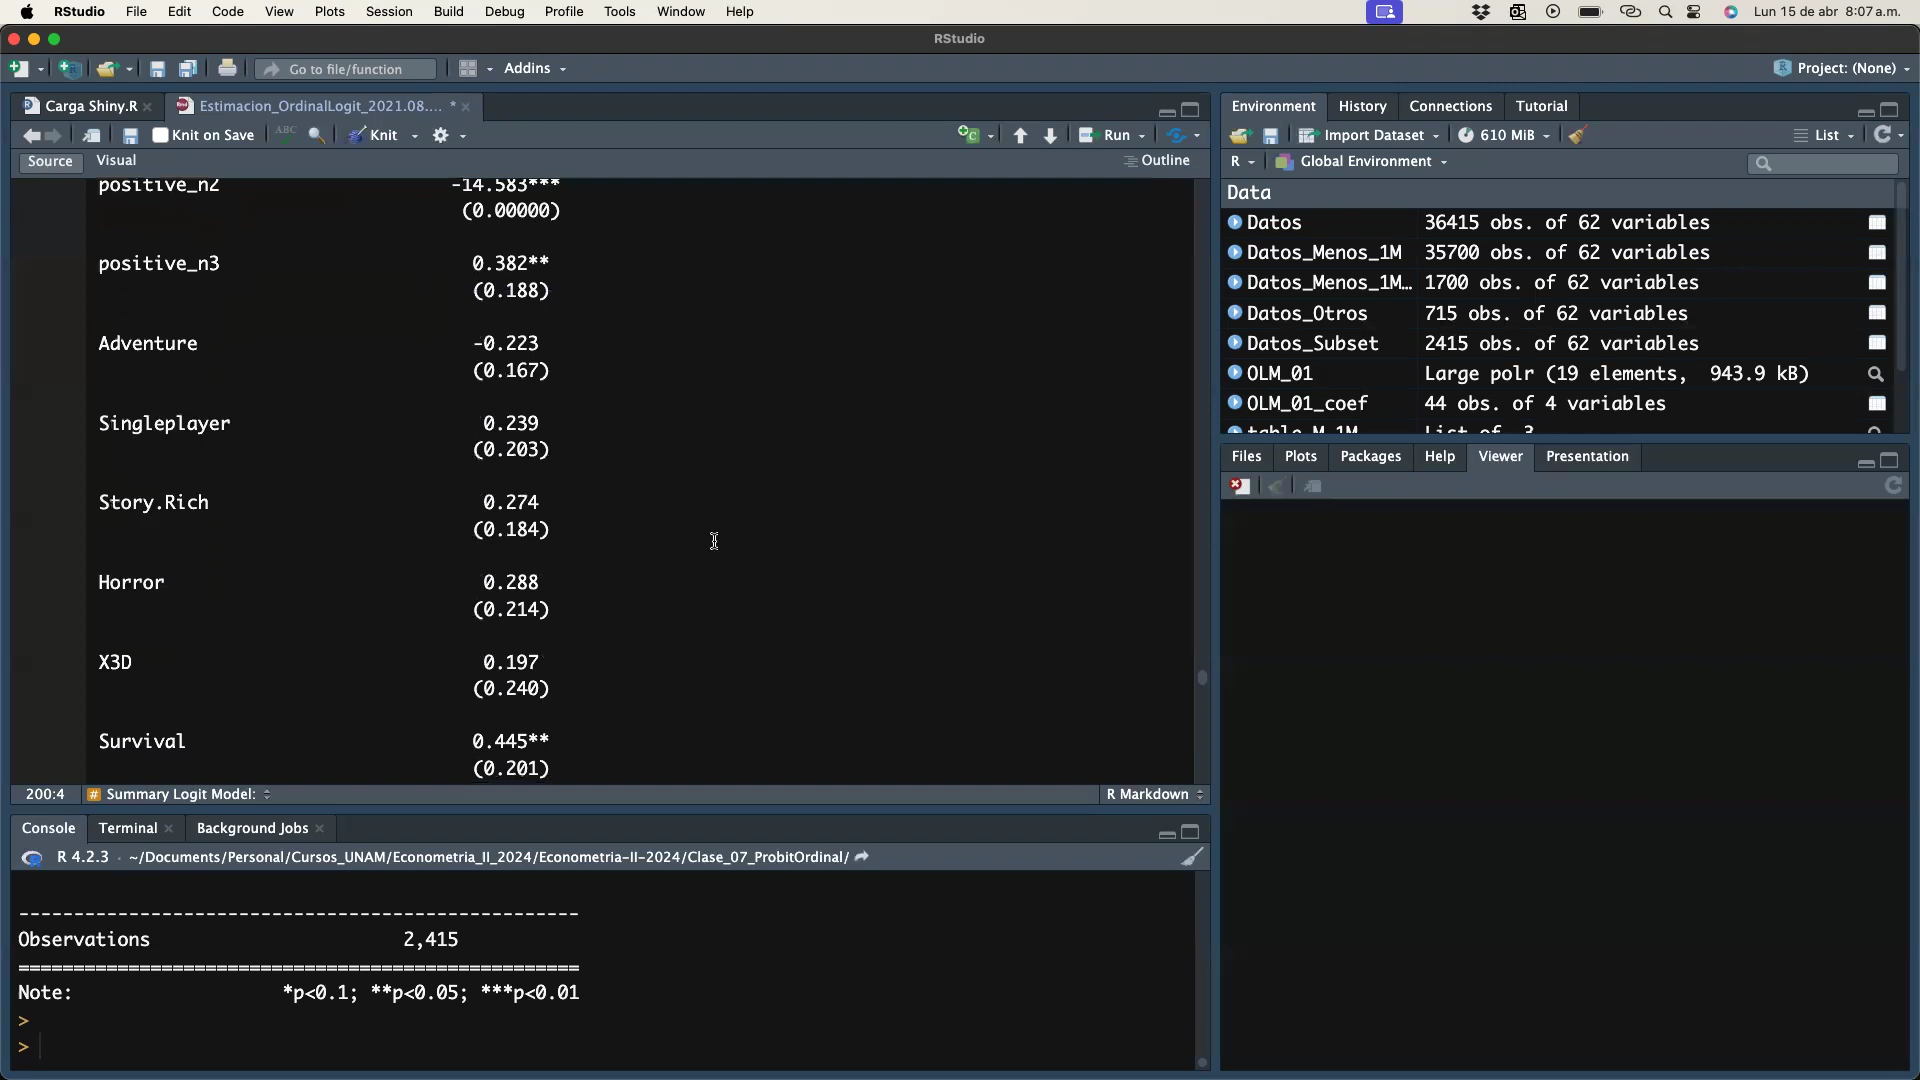 RStudio File Edit Code View Plots Session Build Debug Profile Tools Window Help Lun 15 de abr 8:07 a.m.
RStudio
Go to file/function Addins Project: (None)
Carga Shiny.R Estimacion_OrdinalLogit_2021.08.... *
Knit on Save ABC Knit Run
Source Visual Outline
positive_n2 -14.583***
(0.00000)
positive_n3 0.382**
(0.188)
Adventure -0.223
(0.167)
Singleplayer 0.239
(0.203)
Story.Rich 0.274
(0.184)
Horror 0.288
(0.214)
X3D 0.197
(0.240)
Survival 0.445**
(0.201)
200:4 # Summary Logit Model: R Markdown
Console Terminal Background Jobs
R 4.2.3 · ~/Documents/Personal/Cursos_UNAM/Econometria_II_2024/Econometria-II-2024/Clase_07_ProbitOrdinal/
---------------------------------------------------
Observations 2,415
===================================================
Note: *p<0.1; **p<0.05; ***p<0.01
>
>
Environment History Connections Tutorial
Import Dataset 610 MiB List
R Global Environment
Data
Datos 36415 obs. of 62 variables
Datos_Menos_1M 35700 obs. of 62 variables
Datos_Menos_1M… 1700 obs. of 62 variables
Datos_Otros 715 obs. of 62 variables
Datos_Subset 2415 obs. of 62 variables
OLM_01 Large polr (19 elements, 943.9 kB)
OLM_01_coef 44 obs. of 4 variables
table_M_1M List of 3
Files Plots Packages Help Viewer Presentation